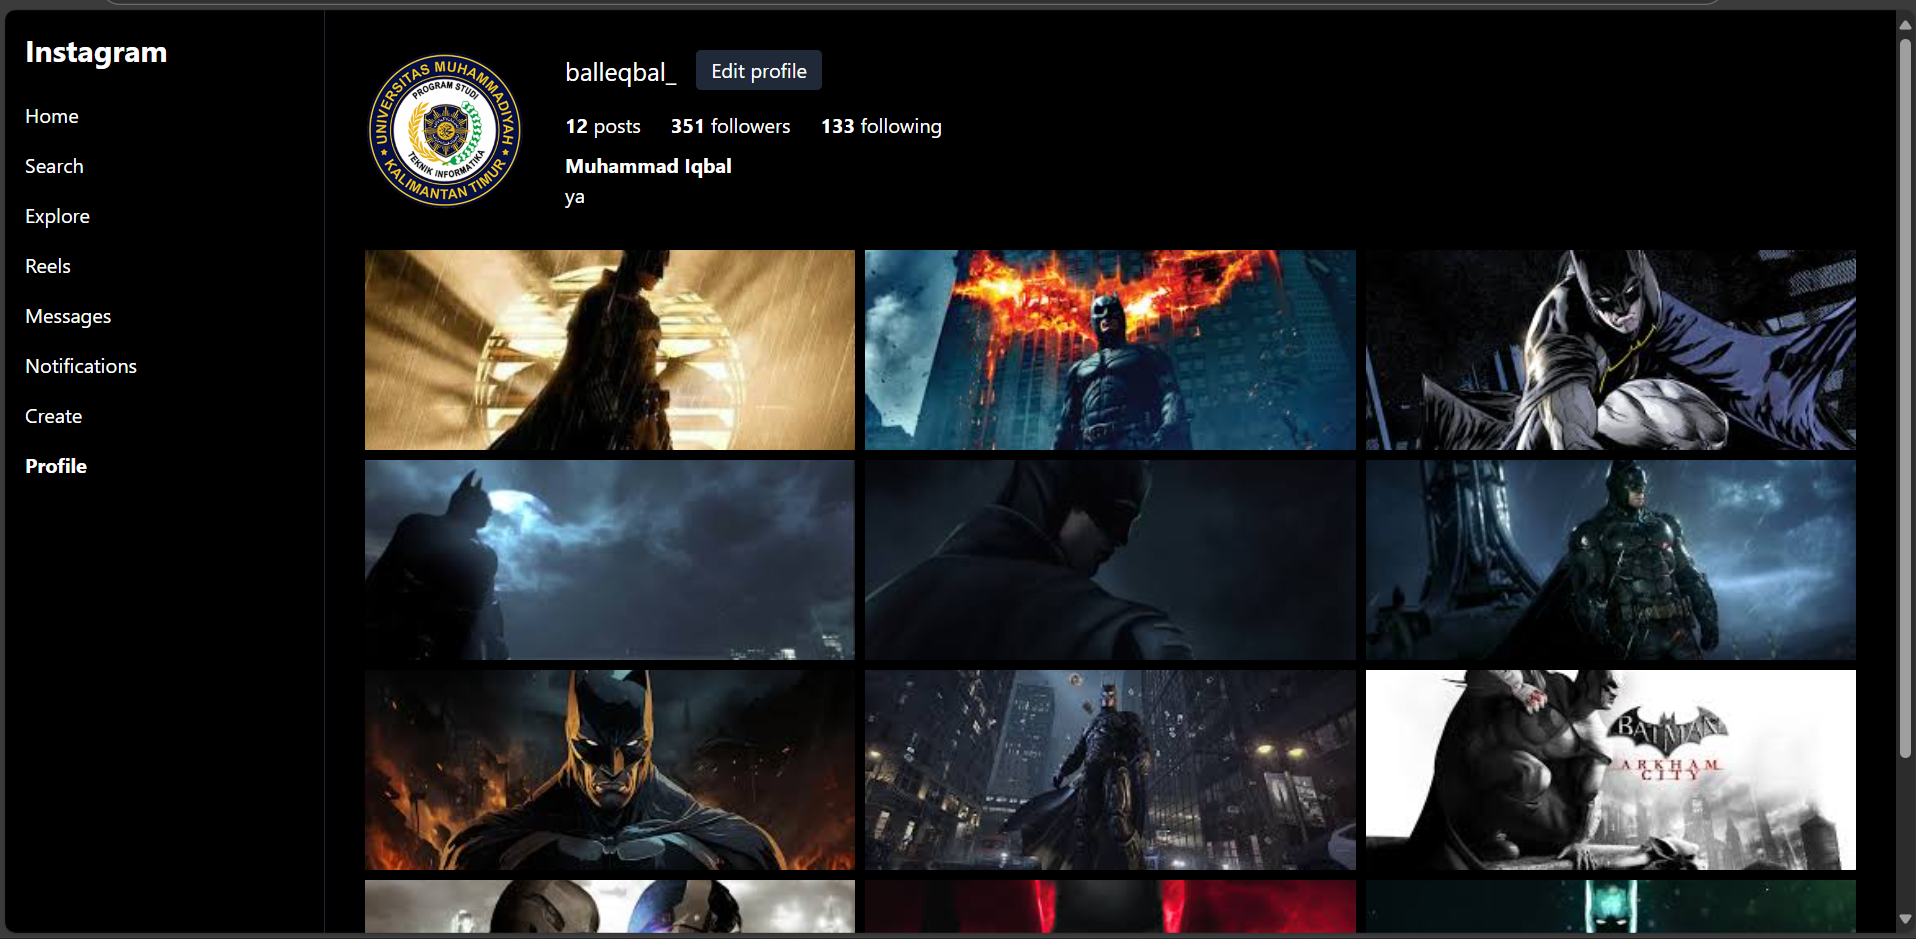 Instagram
Home
Search
Explore
Reels
Messages
Notifications
Create
Profile
UNIVERSITAS MUHAMMADIYAH
PROGRAM STUDI
TEKNIK INFORMATIKA
KALIMANTAN TIMUR
balleqbal_ Edit profile
12 posts 351 followers 133 following
Muhammad Iqbal
ya
BATMAN
ARKHAM
CITY